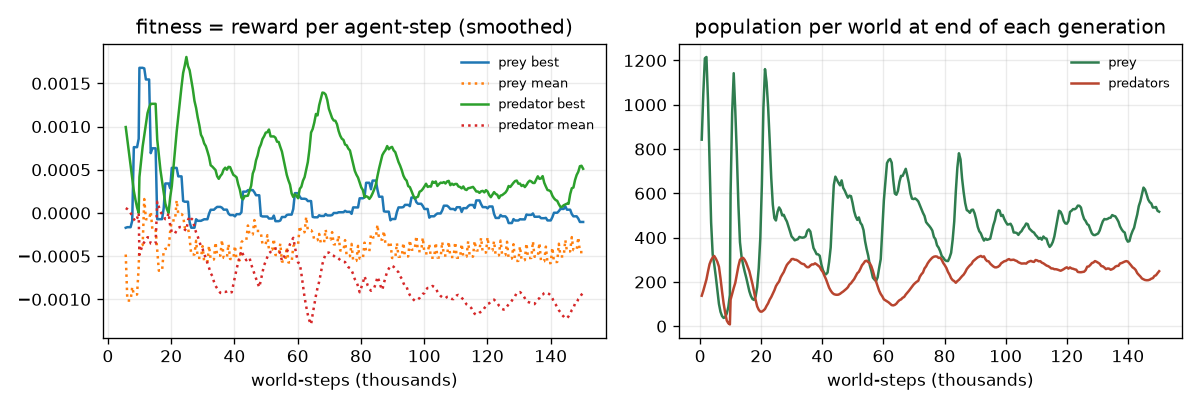 fitness = reward per agent-step (smoothed)
prey best
prey mean
predator best
predator mean
0.0015
0.0010
0.0005
0.0000
−0.0005
−0.0010
0 20 40 60 80 100 120 140
world-steps (thousands)
population per world at end of each generation
prey
predators
1200
1000
800
600
400
200
0
0 20 40 60 80 100 120 140
world-steps (thousands)